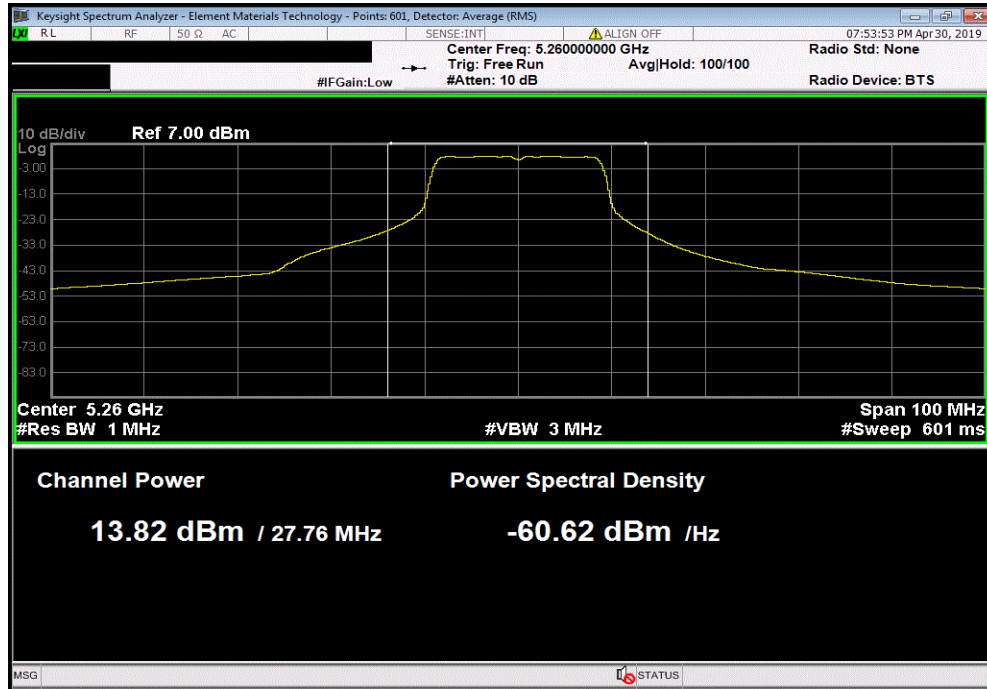 Keysight Spectrum Analyzer - Element Materials Technology - Points: 601, Detector: Average (RMS)
LXI RL RF 50 Ω AC SENSE:INT ALIGN OFF 07:53:53 PM Apr 30, 2019
Center Freq: 5.260000000 GHz Radio Std: None
Trig: Free Run Avg|Hold: 100/100
#IFGain:Low #Atten: 10 dB Radio Device: BTS
10 dB/div Ref 7.00 dBm
Log
-3.00
-13.0
-23.0
-33.0
-43.0
-53.0
-63.0
-73.0
-83.0
Center 5.26 GHz Span 100 MHz
#Res BW 1 MHz #VBW 3 MHz #Sweep 601 ms
Channel Power Power Spectral Density
13.82 dBm / 27.76 MHz -60.62 dBm /Hz
MSG STATUS